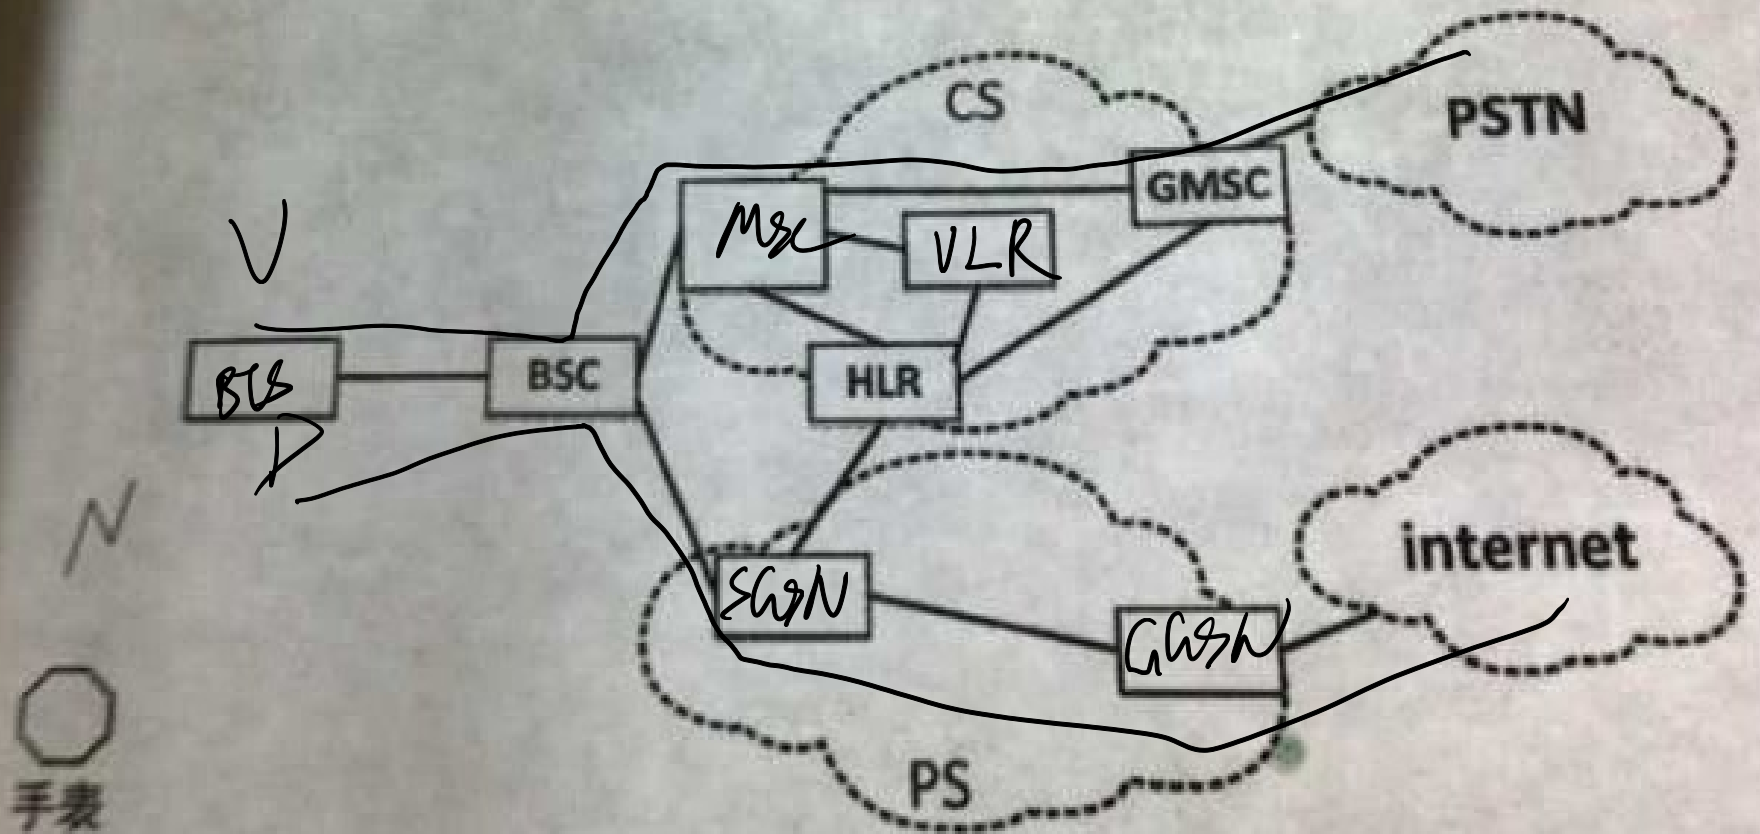 CS
PSTN
GMSC
MSC
VLR
V
BTS
BSC
HLR
D
N
internet
SGSN
GGSN
PS
手表